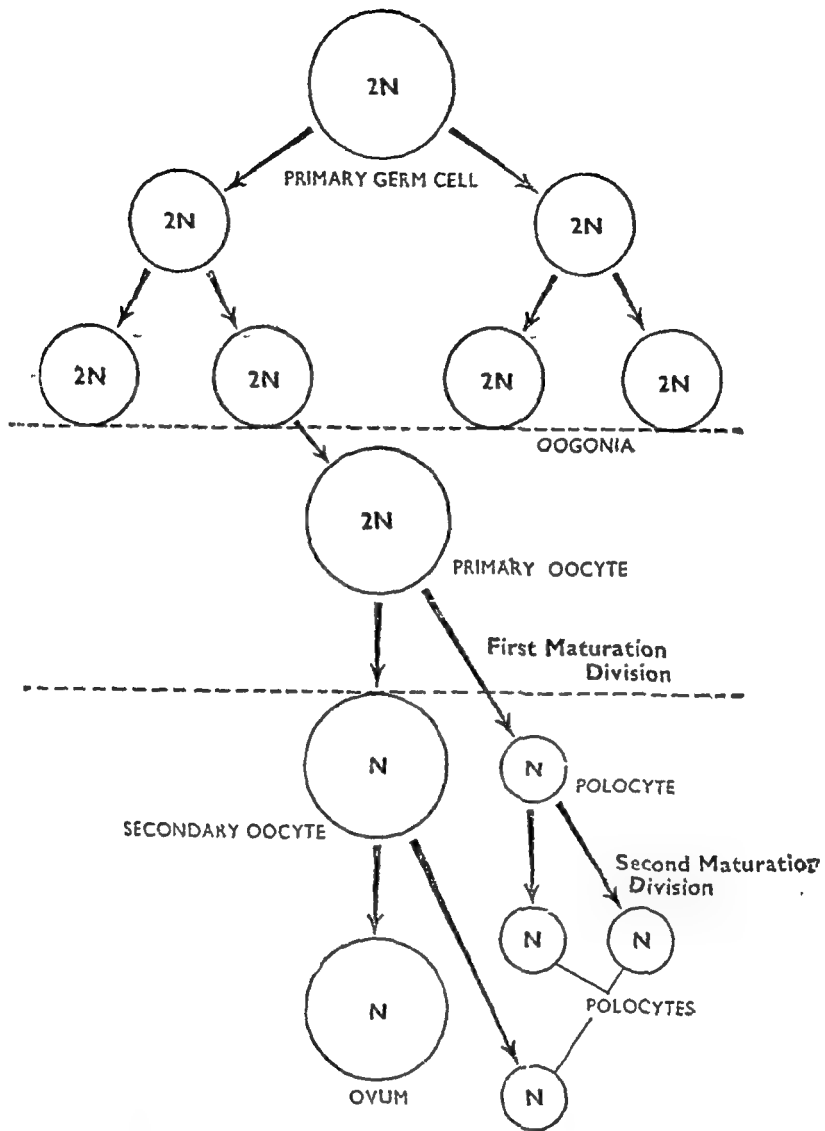 2N
PRIMARY GERM CELL
2N
2N
2N
2N
2N
2N
OOGONIA
2N
PRIMARY OOCYTE
First Maturation
Division
N
N
POLOCYTE
SECONDARY OOCYTE
Second Maturation
Division
N
N
N
POLOCYTES
OVUM
N